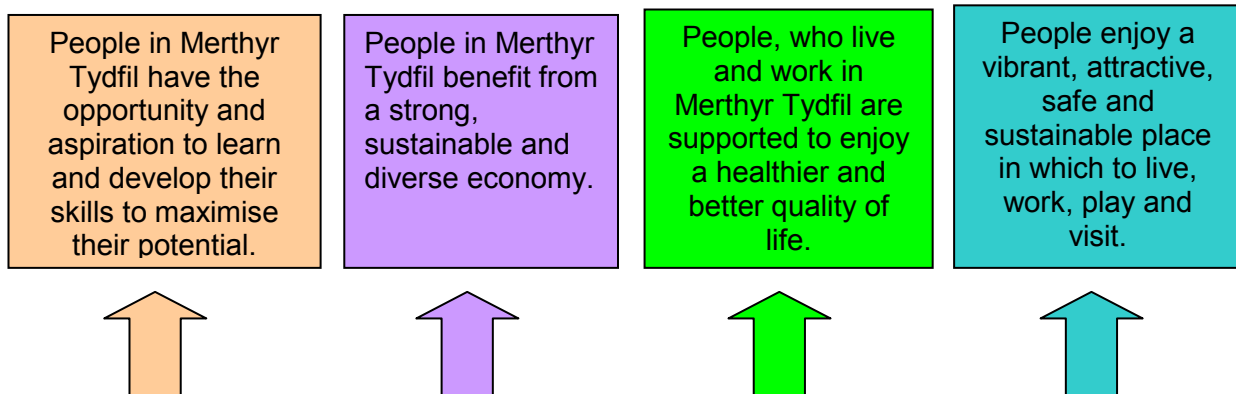 People in Merthyr
Tydfil have the
opportunity and
aspiration to learn
and develop their
skills to maximise
their potential.
People in Merthyr
Tydfil benefit from
a strong,
sustainable and
diverse economy.
People, who live
and work in
Merthyr Tydfil are
supported to enjoy
a healthier and
better quality of
life.
People enjoy a
vibrant, attractive,
safe and
sustainable place
in which to live,
work, play and
visit.